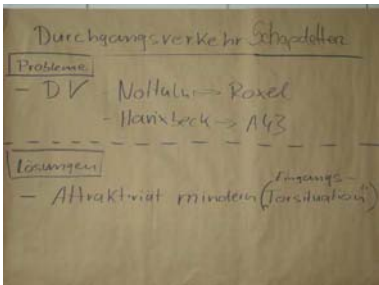 Durchgangsverkehr Schapdetten
Probleme
- DV - Nottuln -> Roxel
- Havixbeck -> A43
Lösungen
Eingangs-
- Attraktivität mindern ("Torsituation")